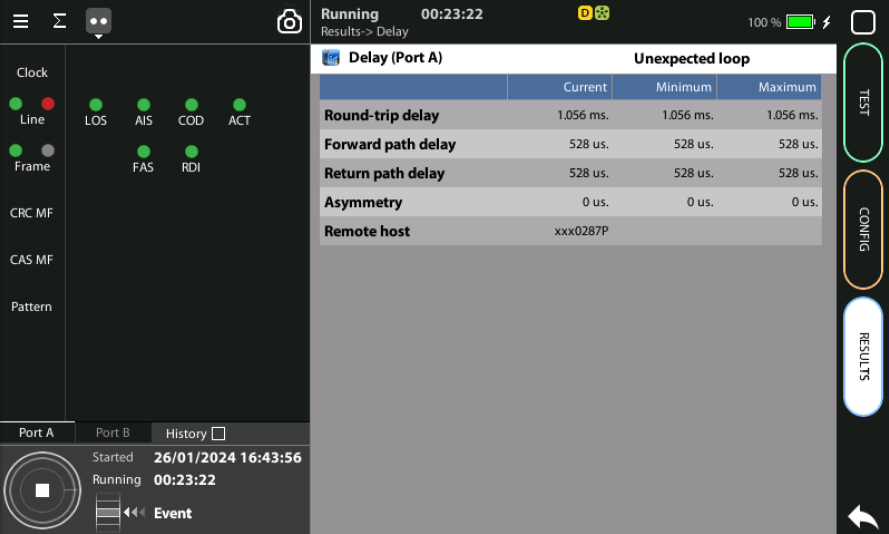 Σ
Running 00:23:22
Results-> Delay
D
100 %
Delay (Port A) Unexpected loop
Current Minimum Maximum
Round-trip delay 1.056 ms. 1.056 ms. 1.056 ms.
Forward path delay 528 us. 528 us. 528 us.
Return path delay 528 us. 528 us. 528 us.
Asymmetry 0 us. 0 us. 0 us.
Remote host xxx0287P
Clock
Line
LOS AIS COD ACT
Frame
FAS RDI
CRC MF
CAS MF
Pattern
Port A Port B History
Started 26/01/2024 16:43:56
Running 00:23:22
Event
TEST
CONFIG
RESULTS